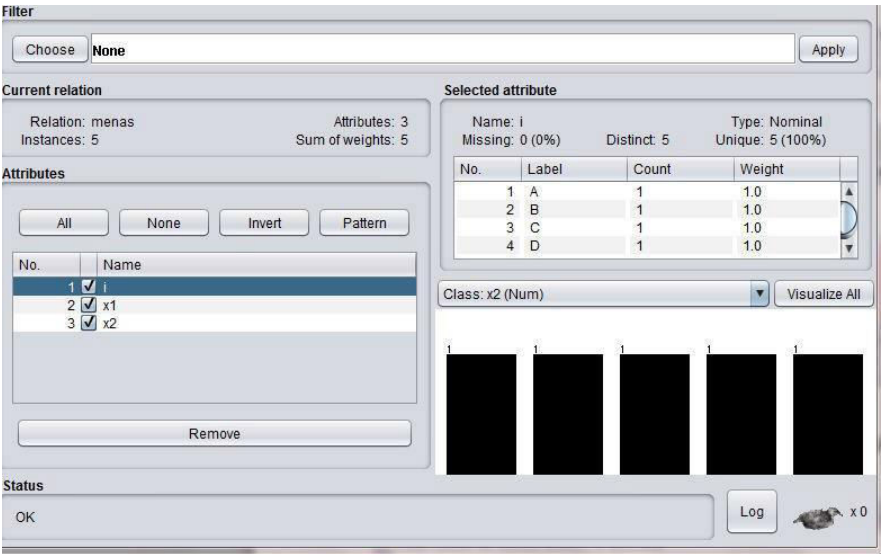 Filter
Choose None Apply
Current relation
Relation: menas Attributes: 3
Instances: 5 Sum of weights: 5
Attributes
All None Invert Pattern
No. Name
1 i
2 x1
3 x2
Remove
Selected attribute
Name: i Type: Nominal
Missing: 0 (0%) Distinct: 5 Unique: 5 (100%)
No. Label Count Weight
1 A 1 1.0
2 B 1 1.0
3 C 1 1.0
4 D 1 1.0
Class: x2 (Num) Visualize All
1 1 1 1 1
Status
OK Log x 0